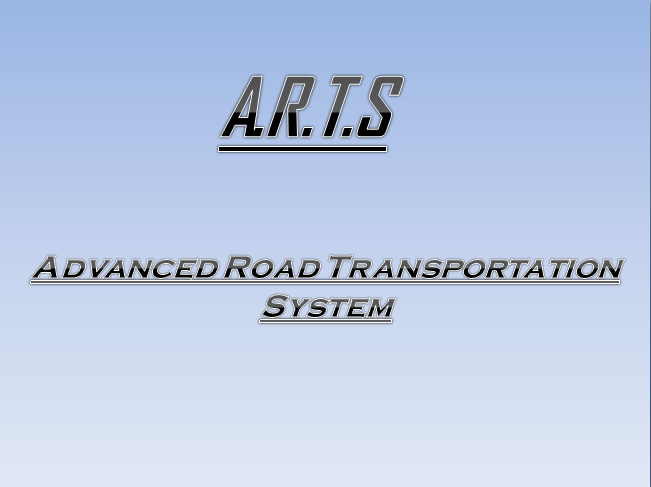 A.R.T.S
Advanced Road Transportation
System